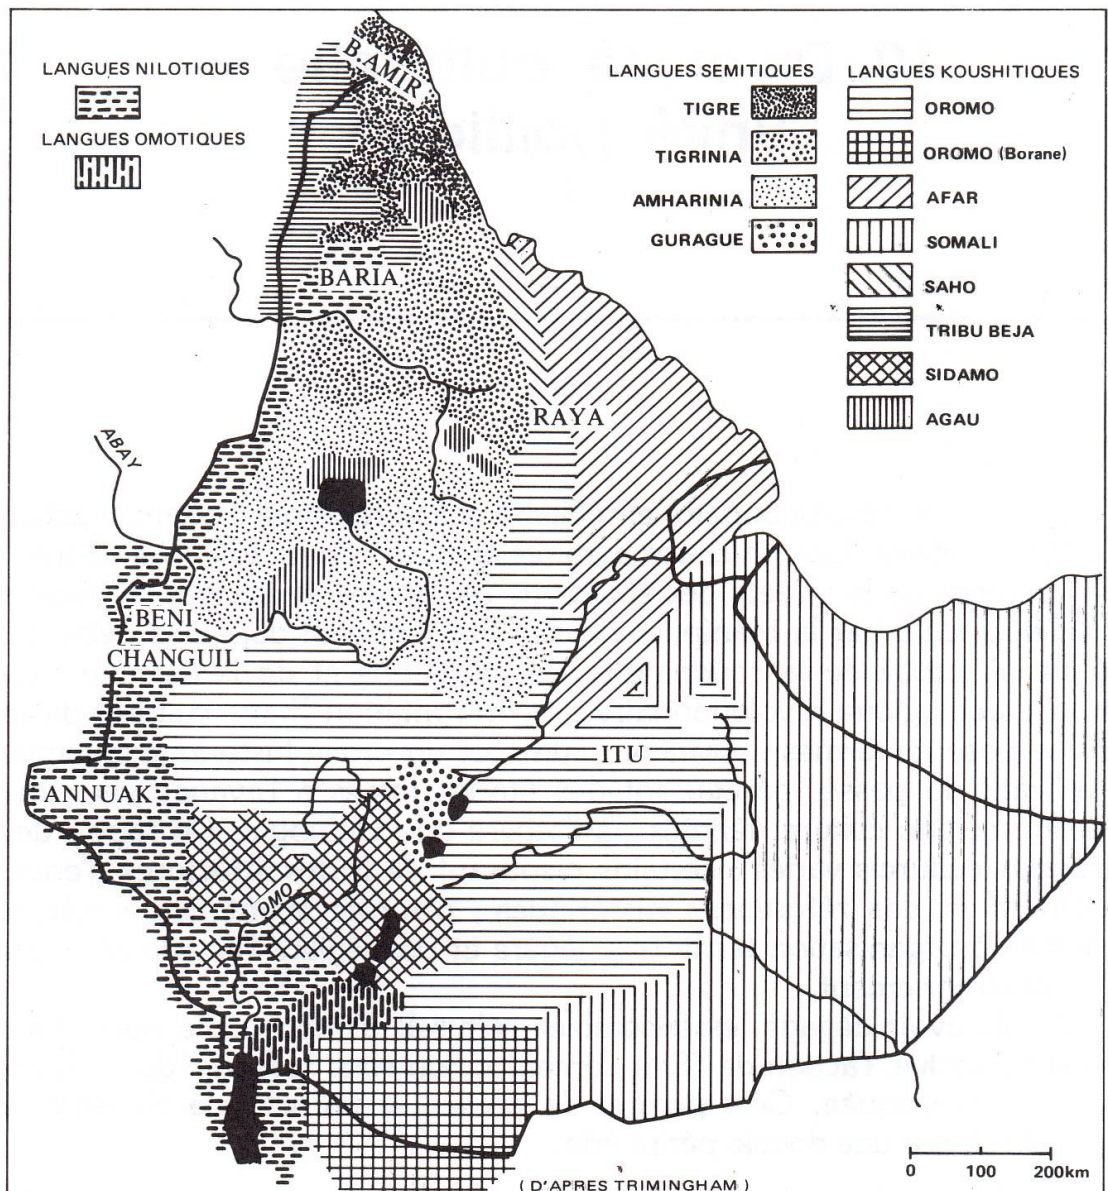 LANGUES NILOTIQUES
LANGUES OMOTIQUES
LANGUES SEMITIQUES
TIGRE
TIGRINIA
AMHARINIA
GURAGUE
LANGUES KOUSHITIQUES
OROMO
OROMO (Borane)
AFAR
SOMALI
SAHO
TRIBU BEJA
SIDAMO
AGAU
B. AMIR
BARIA
RAYA
ABAY
BENI
CHANGUIL
ITU
ANNUAK
OMO
0 100 200km
(D'APRES TRIMINGHAM)